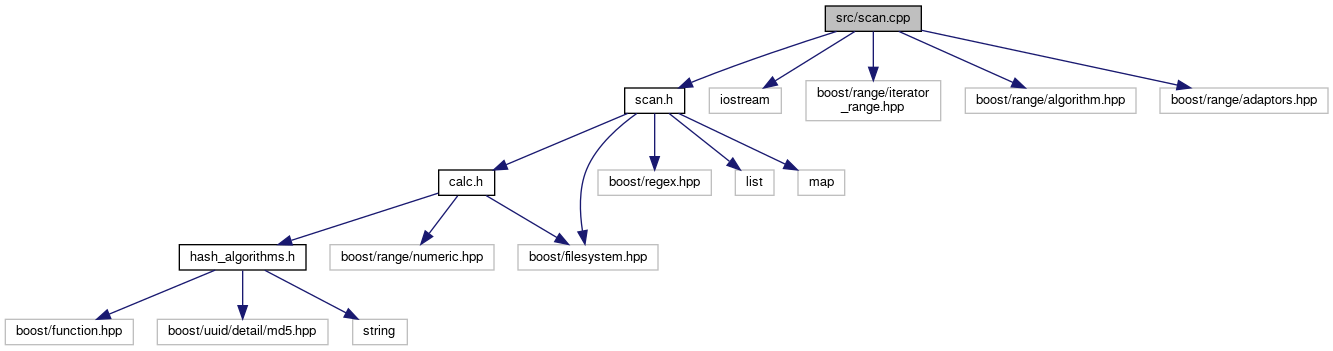 src/scan.cpp
scan.h
iostream
boost/range/iterator
_range.hpp
boost/range/algorithm.hpp
boost/range/adaptors.hpp
calc.h
boost/regex.hpp
list
map
hash_algorithms.h
boost/range/numeric.hpp
boost/filesystem.hpp
boost/function.hpp
boost/uuid/detail/md5.hpp
string